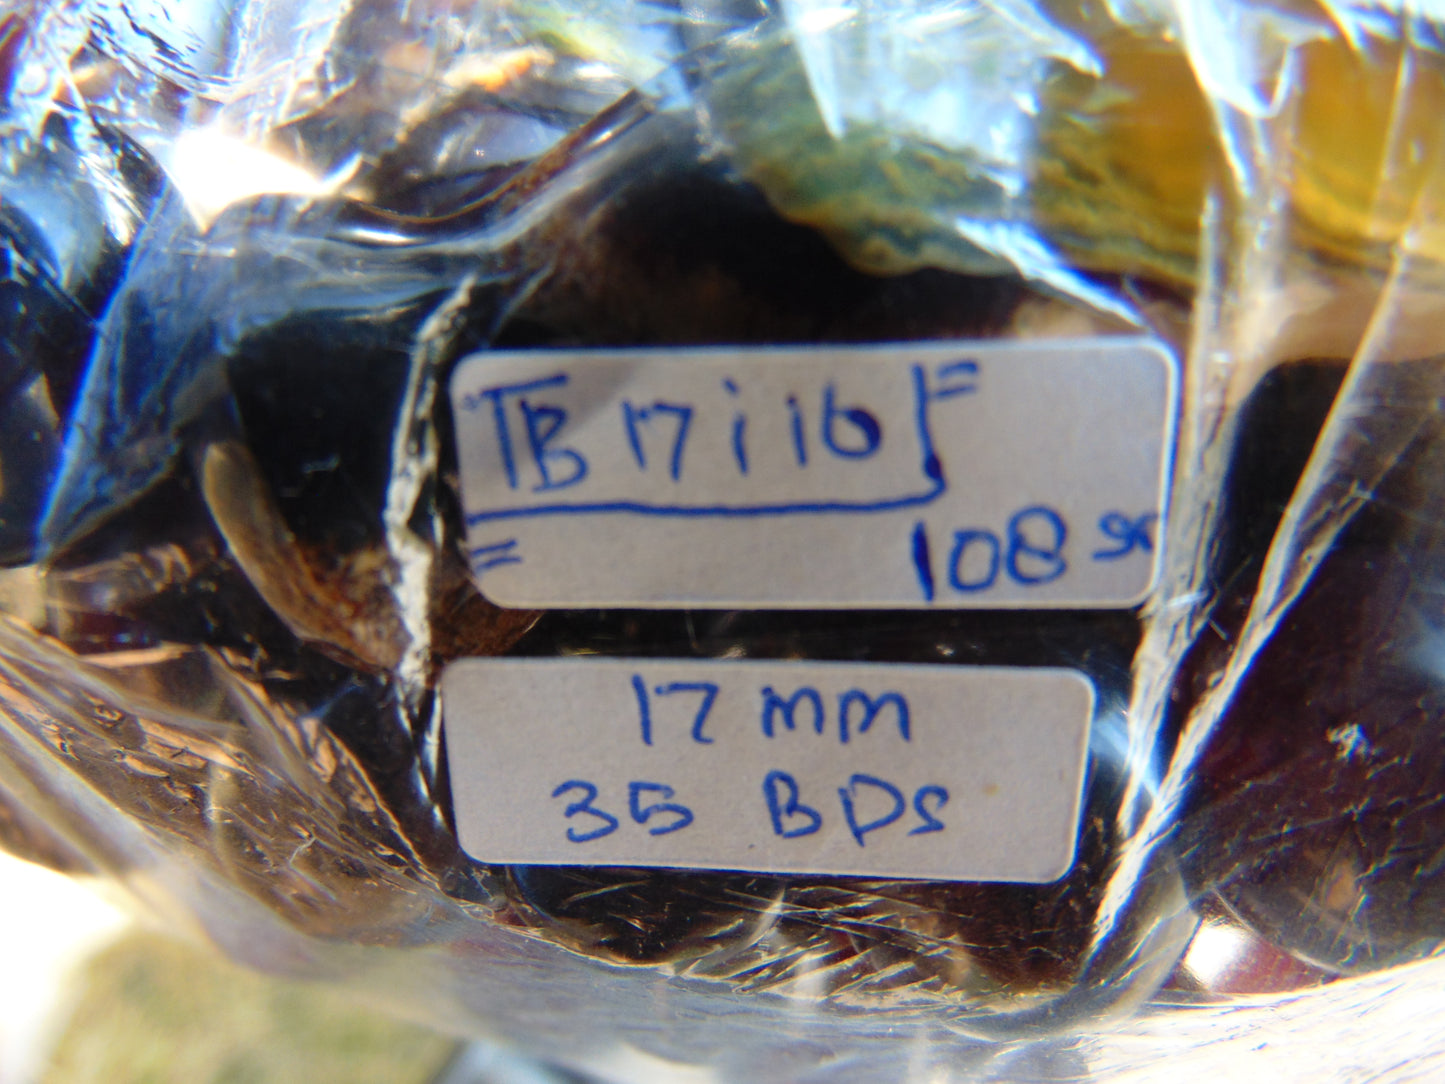 TB 17 i 16 F
108 જી
17 mm
35 BDS